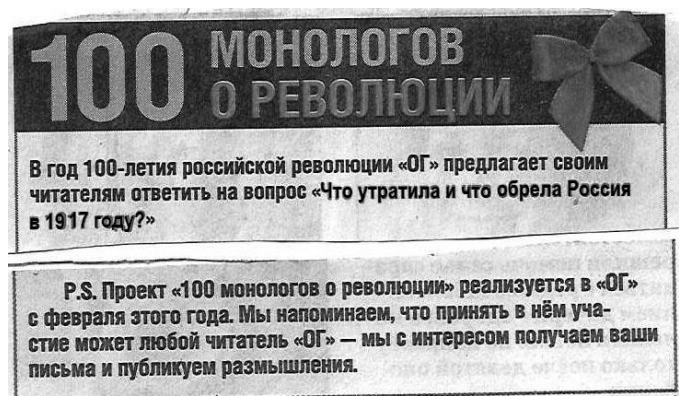 100 МОНОЛОГОВ
О РЕВОЛЮЦИИ
В год 100-летия российской революции «ОГ» предлагает своим
читателям ответить на вопрос «Что утратила и что обрела Россия
в 1917 году?»
P.S. Проект «100 монологов о революции» реализуется в «ОГ»
с февраля этого года. Мы напоминаем, что принять в нём уча-
стие может любой читатель «ОГ» — мы с интересом получаем ваши
письма и публикуем размышления.